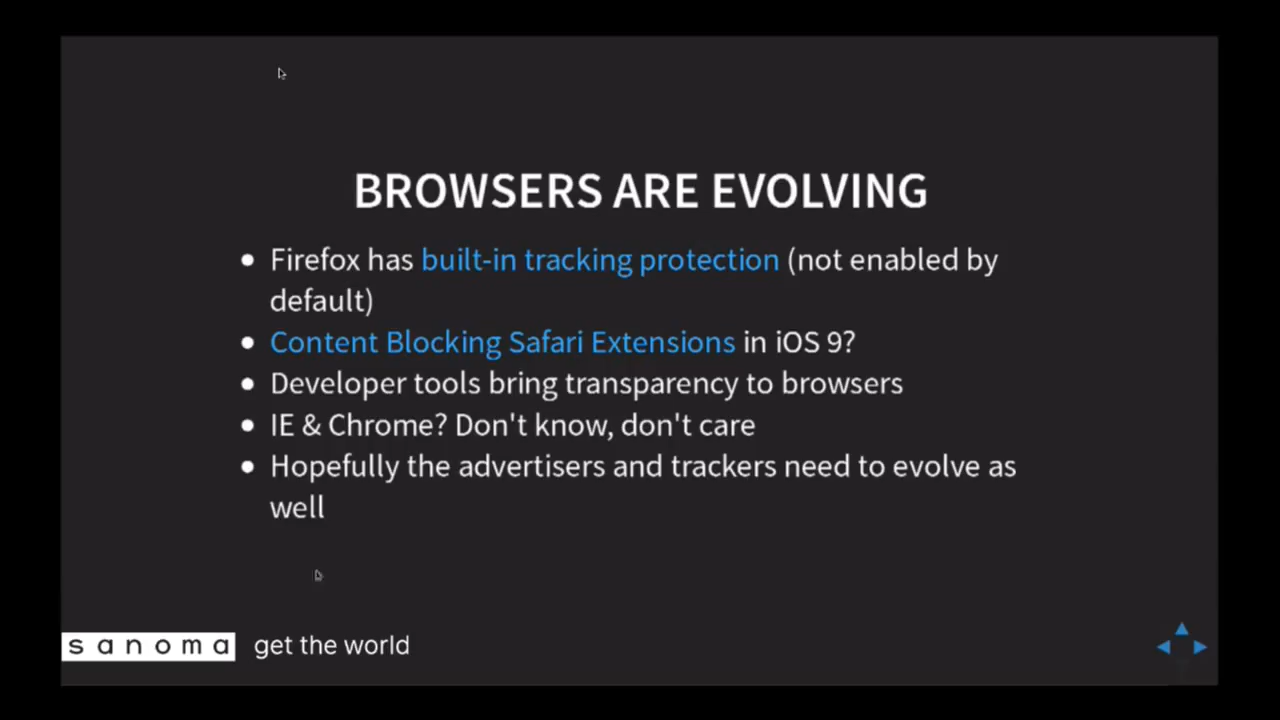 BROWSERS ARE EVOLVING
Firefox has built-in tracking protection (not enabled by
default)
Content Blocking Safari Extensions in iOS 9?
Developer tools bring transparency to browsers
IE & Chrome? Don't know, don't care
Hopefully the advertisers and trackers need to evolve as
well
sanoma get the world